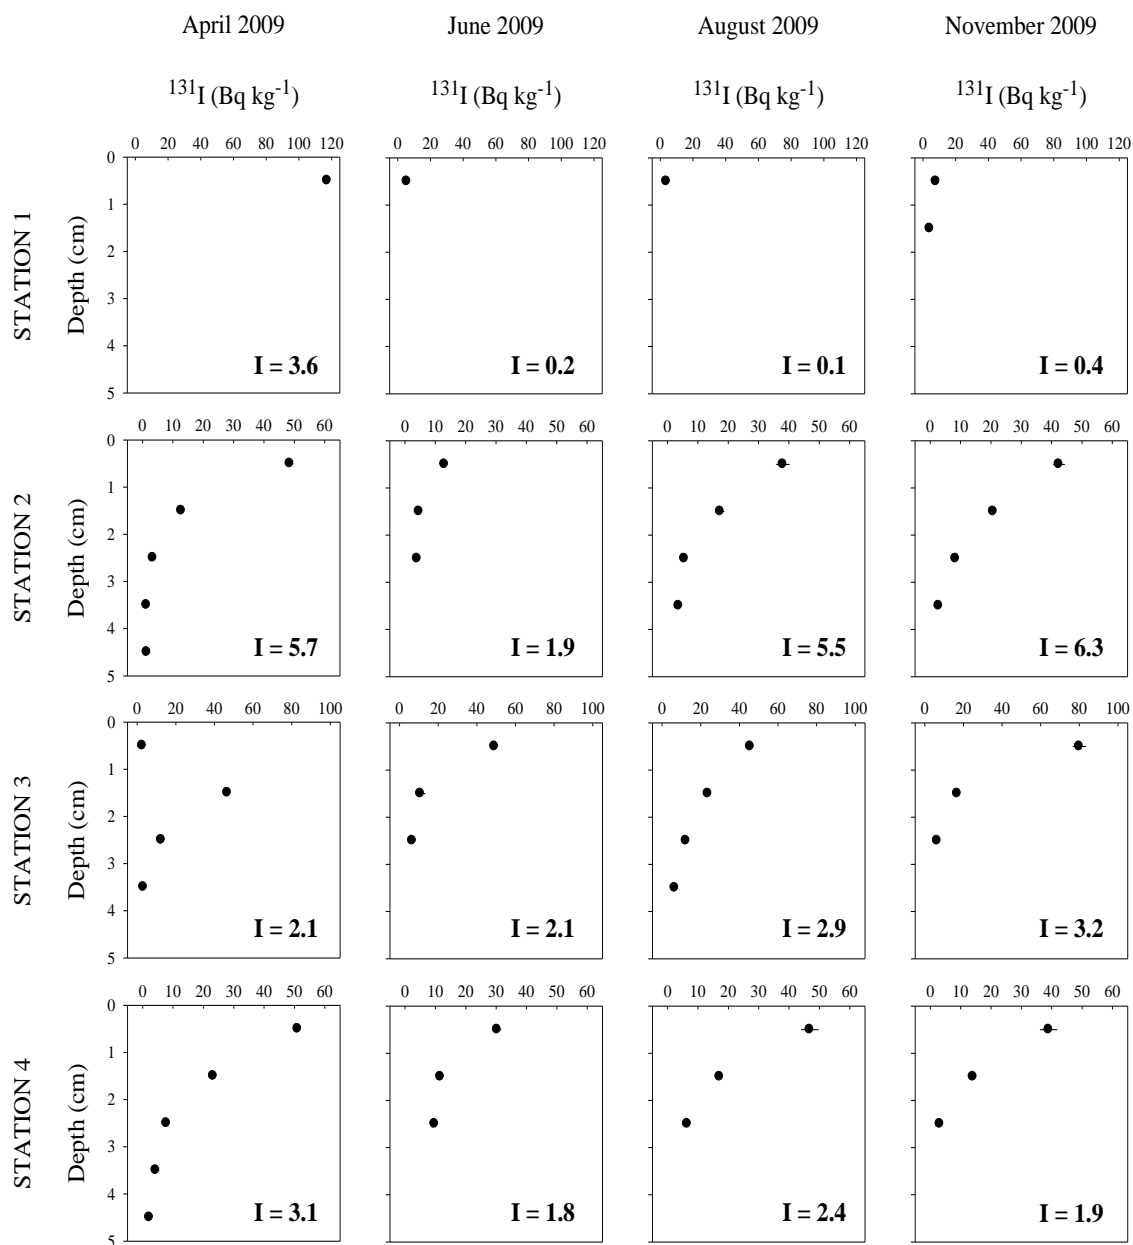 April 2009 June 2009 August 2009 November 2009
¹³¹I (Bq kg⁻¹) ¹³¹I (Bq kg⁻¹) ¹³¹I (Bq kg⁻¹) ¹³¹I (Bq kg⁻¹)
0 20 40 60 80 100 120 0 20 40 60 80 100 120 0 20 40 60 80 100 120 0 20 40 60 80 100 120
STATION 1
Depth (cm)
0
1
2
3
4
5
I = 3.6 I = 0.2 I = 0.1 I = 0.4
0 10 20 30 40 50 60 0 10 20 30 40 50 60 0 10 20 30 40 50 60 0 10 20 30 40 50 60
STATION 2
Depth (cm)
0
1
2
3
4
5
I = 5.7 I = 1.9 I = 5.5 I = 6.3
0 20 40 60 80 100 0 20 40 60 80 100 0 20 40 60 80 100 0 20 40 60 80 100
STATION 3
Depth (cm)
0
1
2
3
4
5
I = 2.1 I = 2.1 I = 2.9 I = 3.2
0 10 20 30 40 50 60 0 10 20 30 40 50 60 0 10 20 30 40 50 60 0 10 20 30 40 50 60
STATION 4
Depth (cm)
0
1
2
3
4
5
I = 3.1 I = 1.8 I = 2.4 I = 1.9